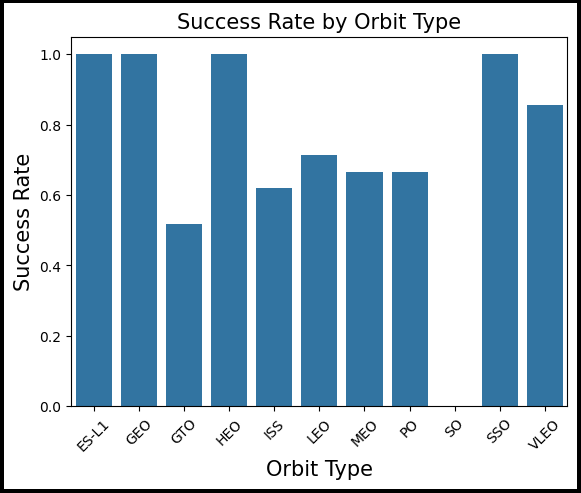 Success Rate by Orbit Type
Success Rate
1.0
0.8
0.6
0.4
0.2
0.0
ES-L1
GEO
GTO
HEO
ISS
LEO
MEO
PO
SO
SSO
VLEO
Orbit Type